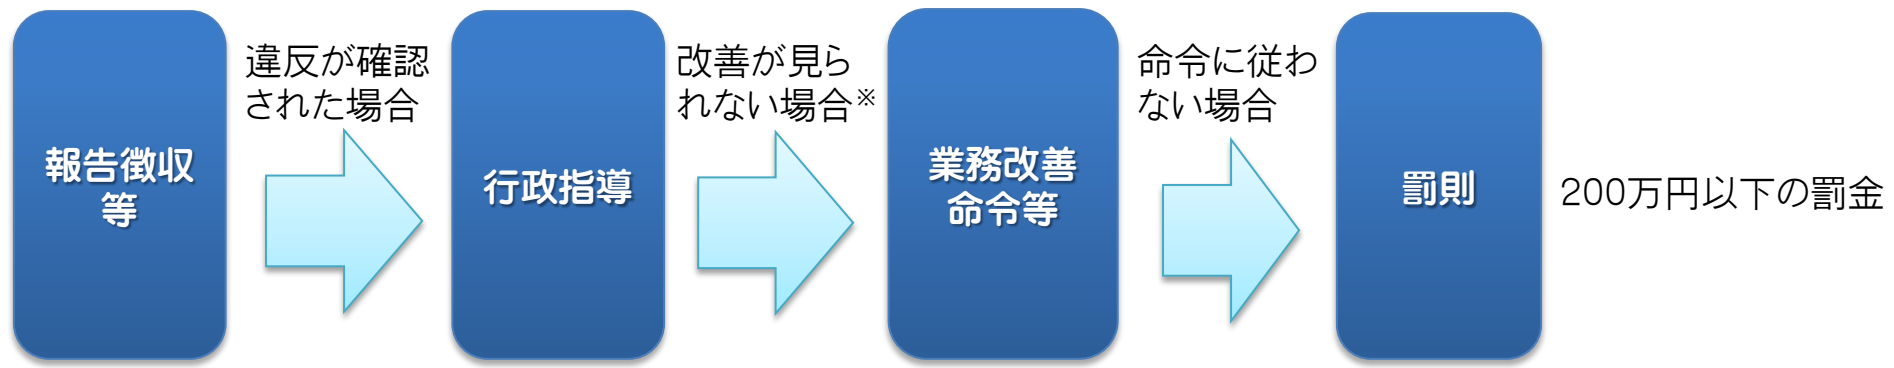 報告徴収
等
違反が確認
された場合
行政指導
改善が見ら
れない場合※
業務改善
命令等
命令に従わ
ない場合
罰則
200万円以下の罰金